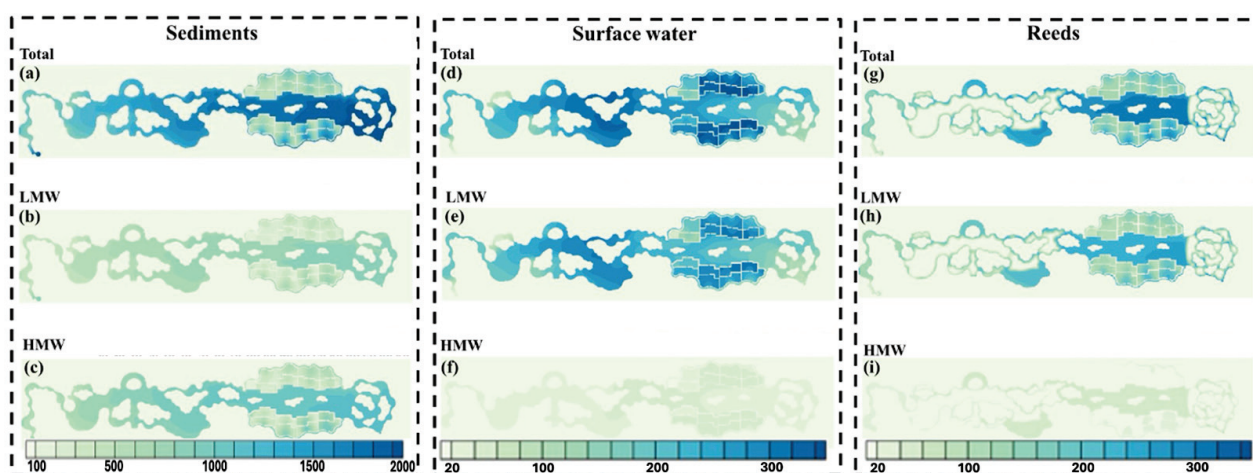 Sediments
Total
(a)
LMW
(b)
HMW
(c)
100 500 1000 1500 2000
Surface water
Total
(d)
LMW
(e)
HMW
(f)
20 100 200 300
Reeds
Total
(g)
LMW
(h)
HMW
(i)
20 100 200 300